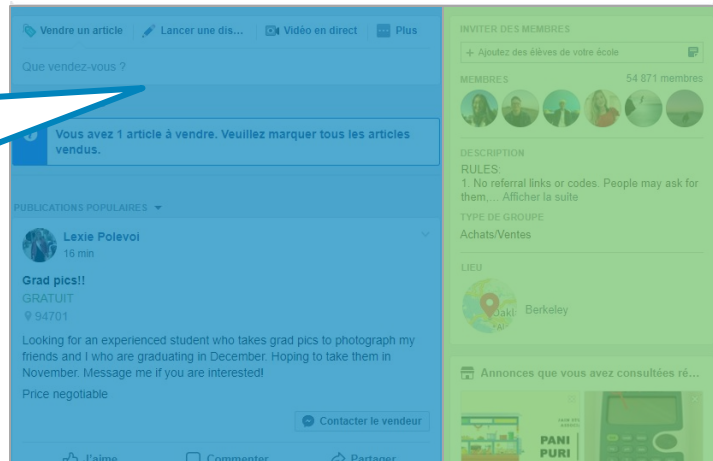 Vendre un article
Lancer une dis...
Vidéo en direct
Plus
Que vendez-vous ?
Vous avez 1 article à vendre. Veuillez marquer tous les articles
vendus.
PUBLICATIONS POPULAIRES
Lexie Polevoi
16 min
Grad pics!!
GRATUIT
94701
Looking for an experienced student who takes grad pics to photograph my
friends and I who are graduating in December. Hoping to take them in
November. Message me if you are interested!
Price negotiable
Contacter le vendeur
J'aime
Commenter
Partager
INVITER DES MEMBRES
+ Ajoutez des élèves de votre école
MEMBRES
54 871 membres
DESCRIPTION
RULES:
1. No referral links or codes. People may ask for
them,... Afficher la suite
TYPE DE GROUPE
Achats/Ventes
LIEU
Oakl
Berkeley
Annonces que vous avez consultées ré...
PANI
PURI